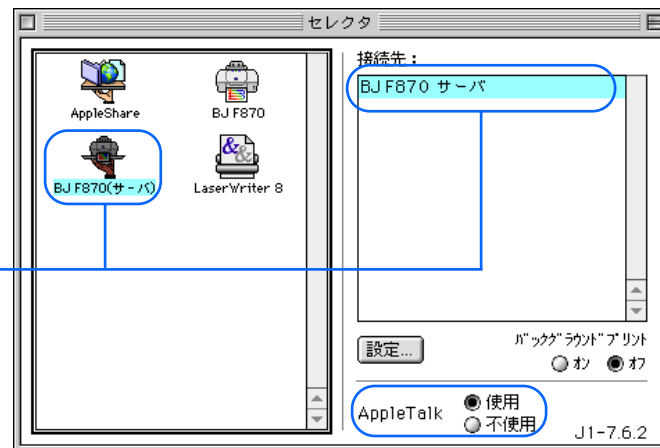 セレクタ
AppleShare
BJ F870
BJ F870(サーバ)
LaserWriter 8
接続先：
BJ F870 サーバ
設定...
バックグラウンドプリント
オン
オフ
AppleTalk
使用
不使用
J1-7.6.2